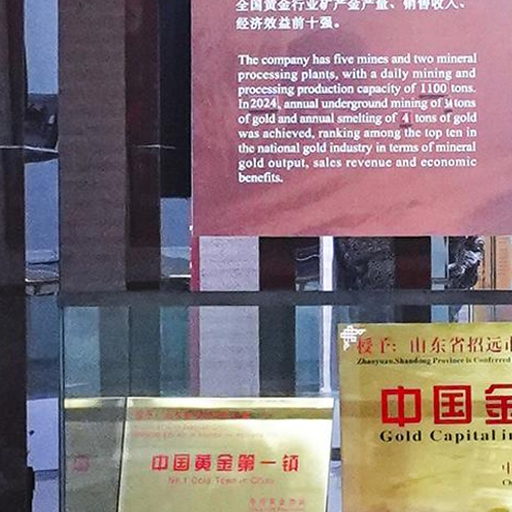 全国黄金行业矿产金产量、销售收入、
经济效益前十强。
The company has five mines and two mineral
processing plants, with a daily mining and
processing production capacity of 1100 tons.
In 2024, annual underground mining of tons
of gold and annual smelting of 4 tons of gold
was achieved, ranking among the top ten in
the national gold industry in terms of mineral
gold output, sales revenue and economic
benefits.
授予：山东省招远市
Zhaoyuan, Shandong Province is Conferred
中国金
Gold Capital in
中国黄金第一镇
No.1 Gold Town in China